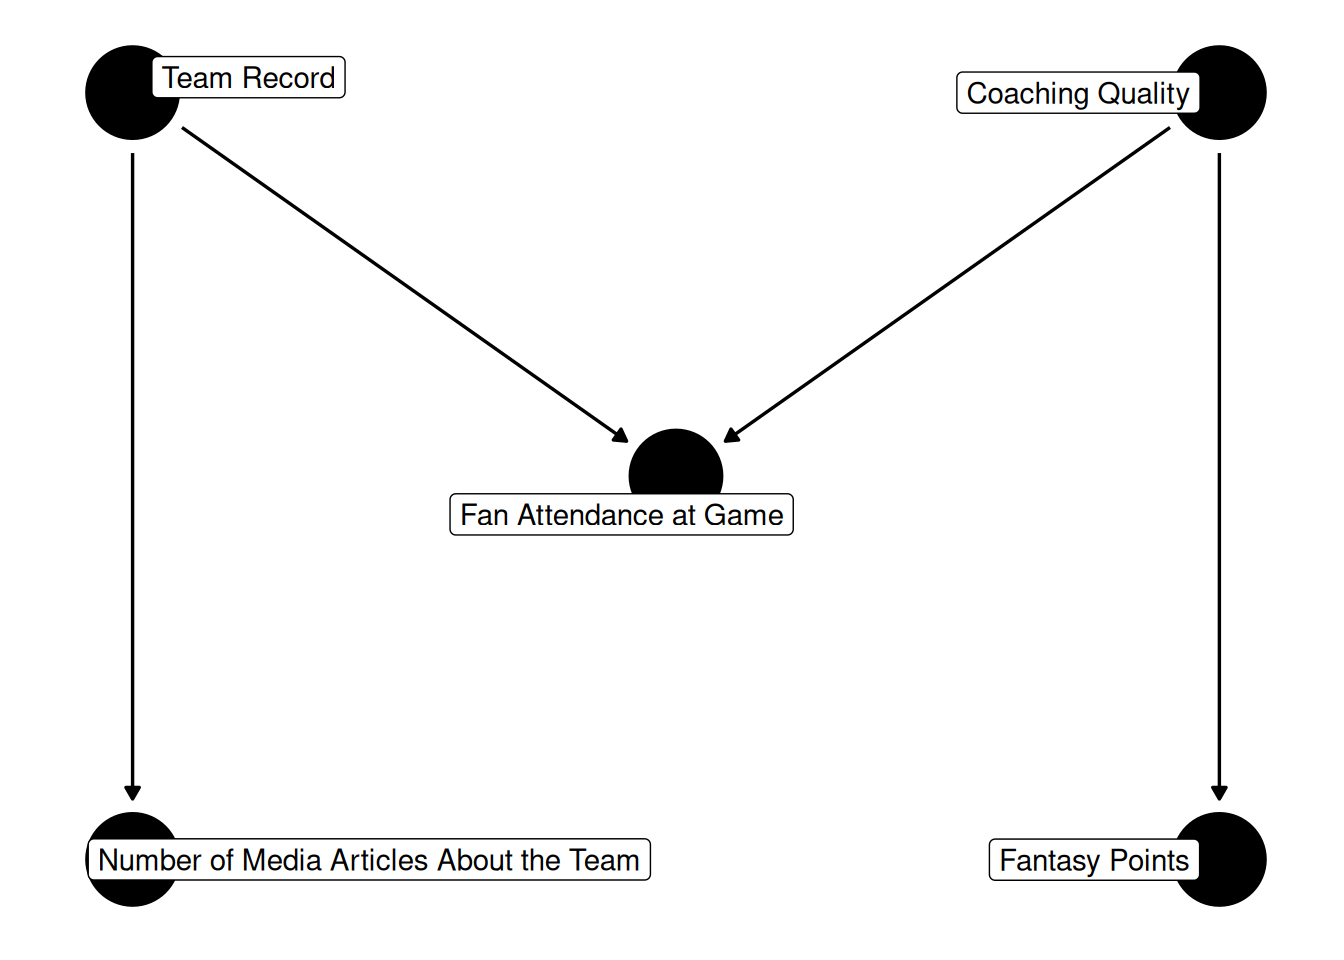 Team Record
Coaching Quality
Fan Attendance at Game
Number of Media Articles About the Team
Fantasy Points